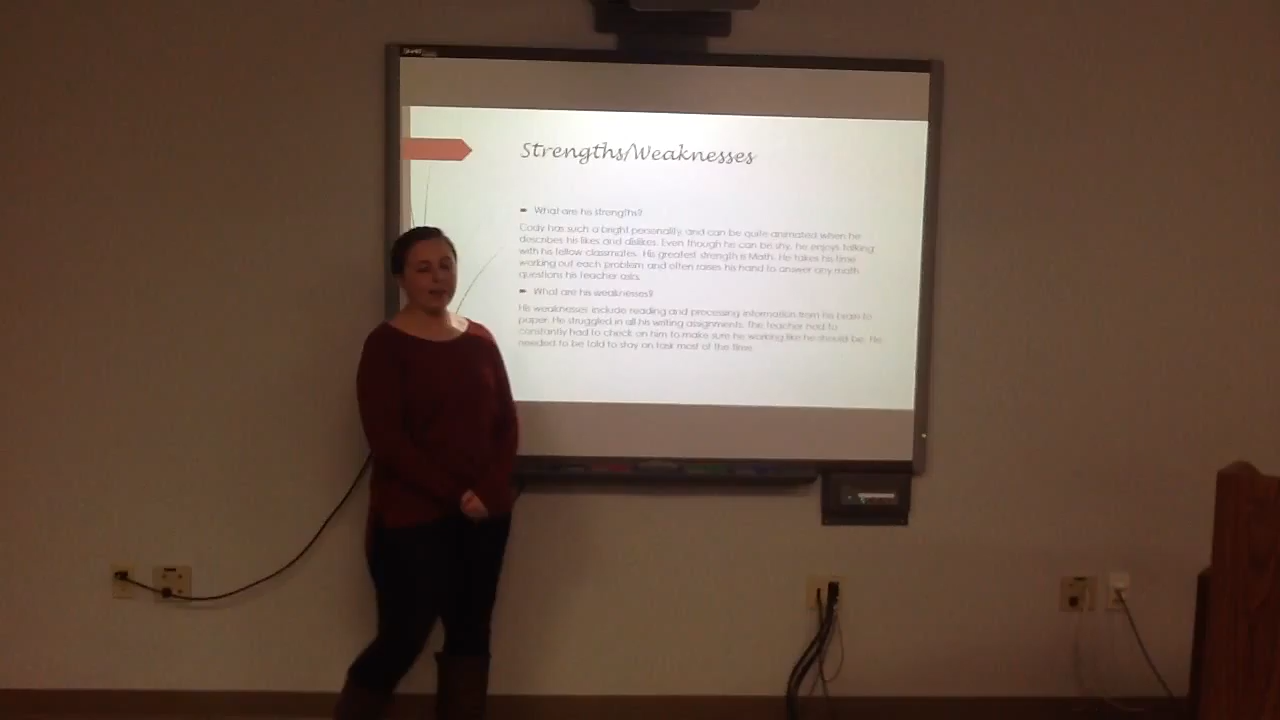 SMART
Strengths/Weaknesses
What are his strengths?
Cody has such a bright personality and can be quite animated when he
describes his likes and dislikes. Even though he can be shy, he enjoys talking
with his fellow classmates. His greatest strength is Math. He takes his time
working out each problem and often raises his hand to answer any math
questions his teacher asks.
What are his weaknesses?
His weaknesses include reading and processing information from his brain to
paper. He struggled in all his writing assignments. The teacher had to
constantly had to check on him to make sure he working like he should be. He
needed to be told to stay on task most of the time.